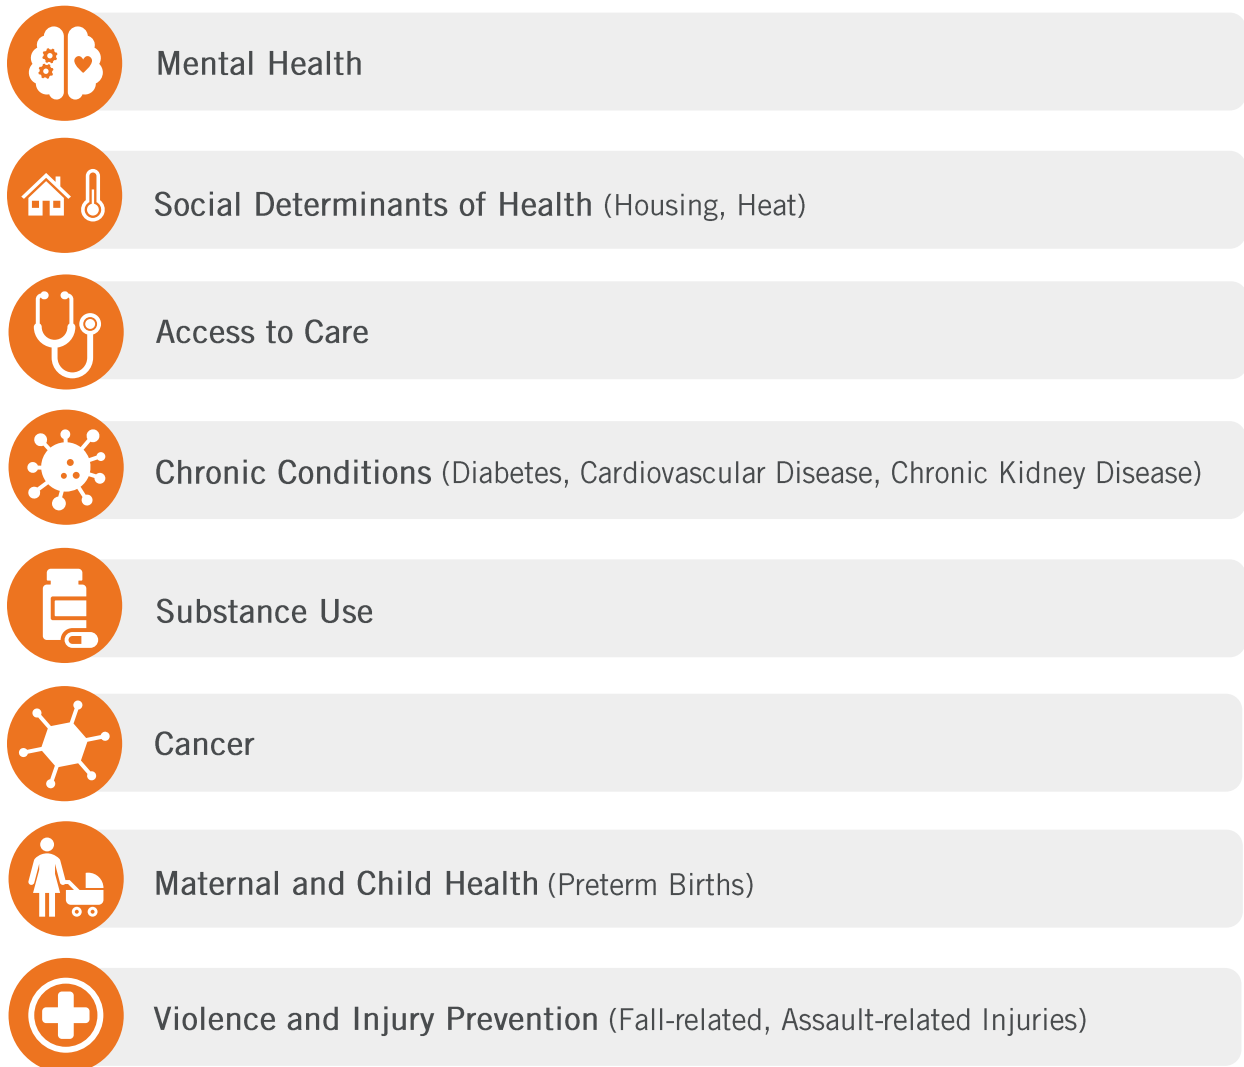 Mental Health
Social Determinants of Health (Housing, Heat)
Access to Care
Chronic Conditions (Diabetes, Cardiovascular Disease, Chronic Kidney Disease)
Substance Use
Cancer
Maternal and Child Health (Preterm Births)
Violence and Injury Prevention (Fall-related, Assault-related Injuries)